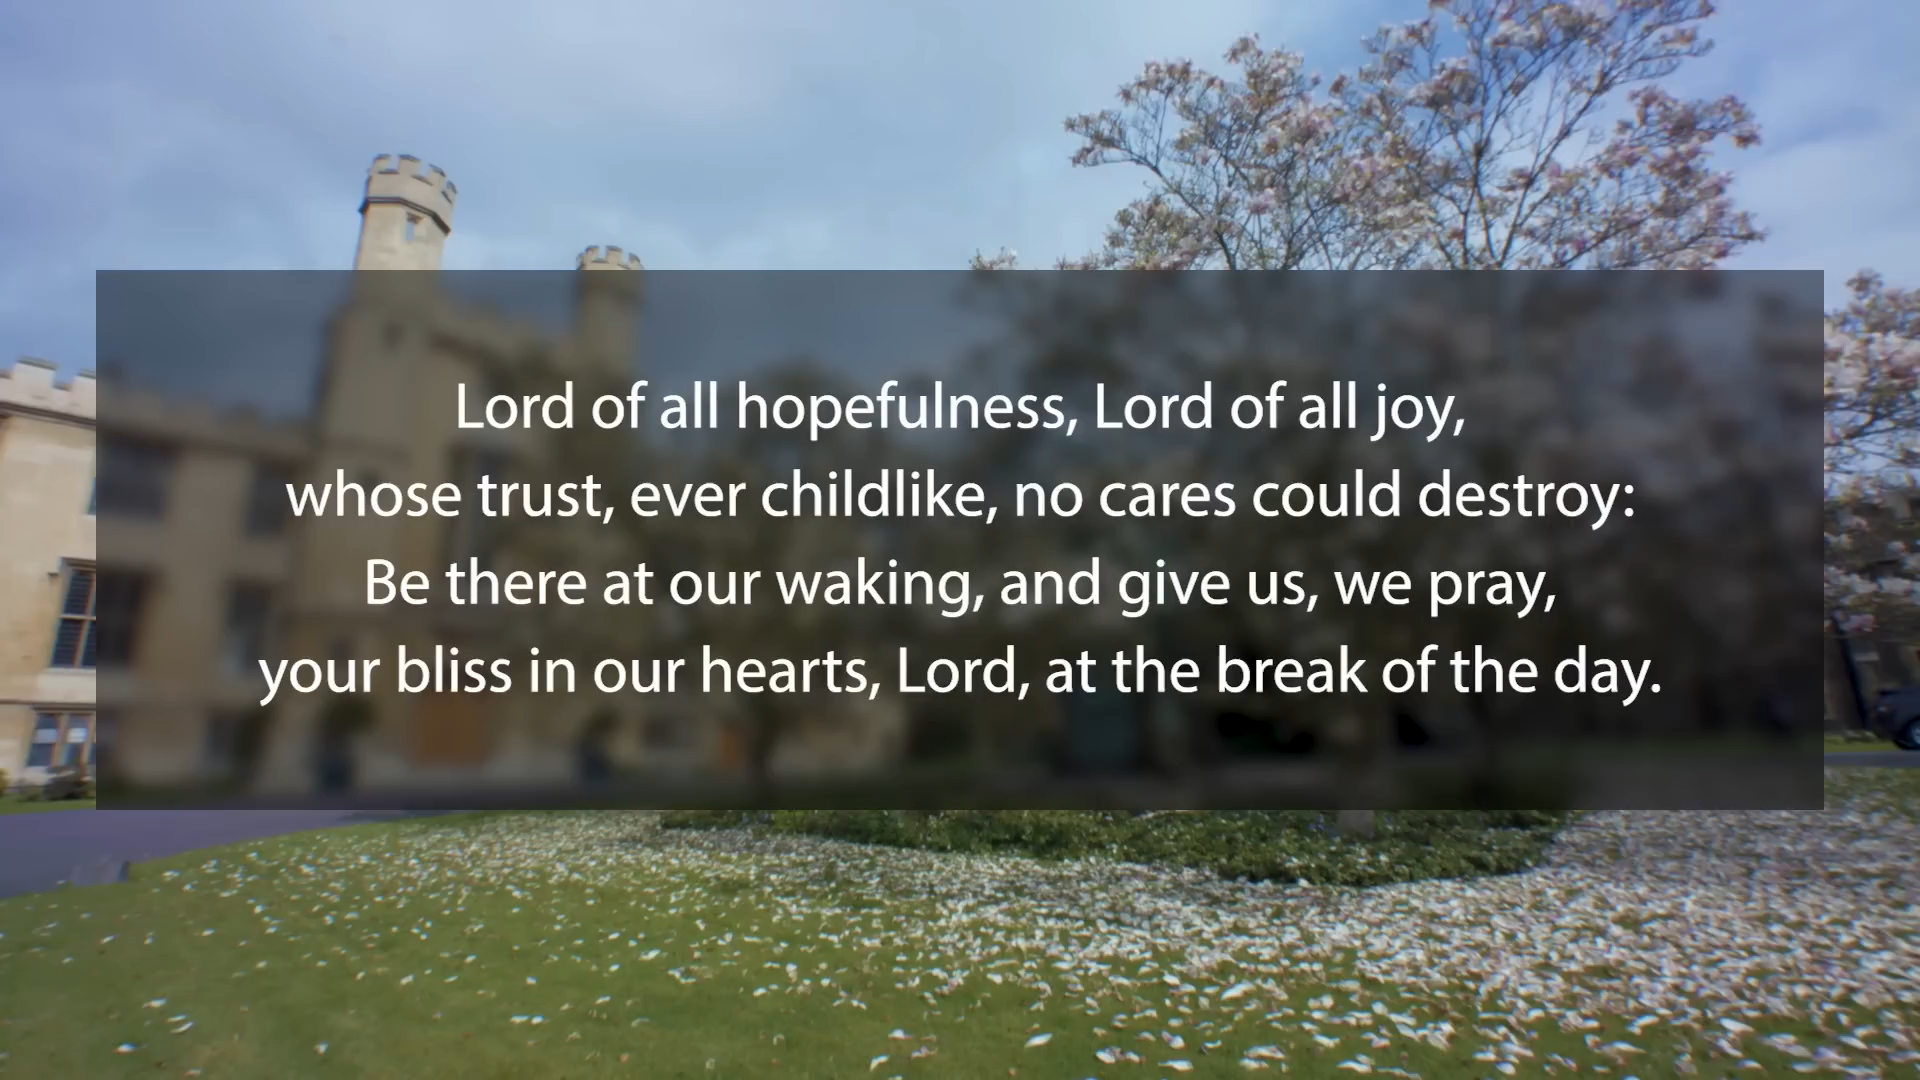 Lord of all hopefulness, Lord of all joy,
whose trust, ever childlike, no cares could destroy:
Be there at our waking, and give us, we pray,
your bliss in our hearts, Lord, at the break of the day.